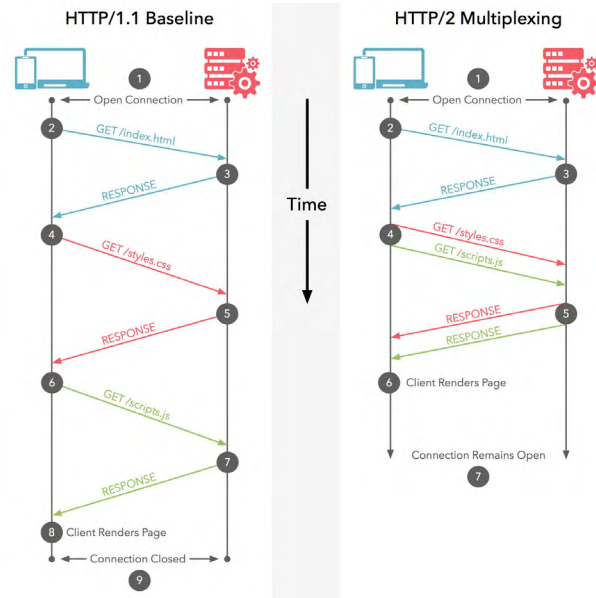 HTTP/1.1 Baseline
1
Open Connection
2
GET /index.html
3
RESPONSE
4
GET /styles.css
5
RESPONSE
6
GET /scripts.js
7
RESPONSE
8
Client Renders Page
Connection Closed
9
Time
HTTP/2 Multiplexing
1
Open Connection
2
GET /index.html
3
RESPONSE
4
GET /styles.css
GET /scripts.js
5
RESPONSE
RESPONSE
6
Client Renders Page
Connection Remains Open
7